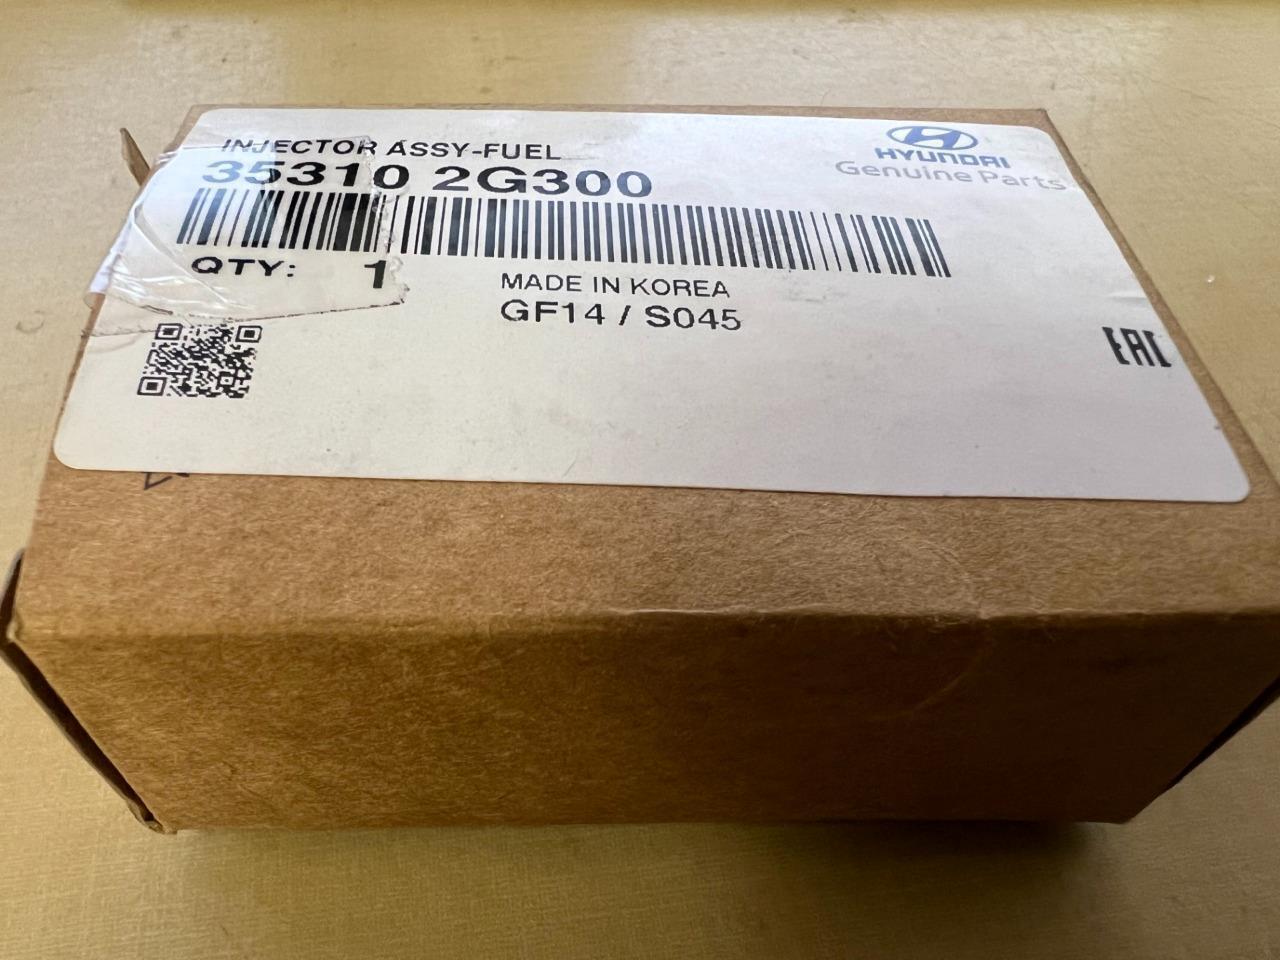 INJECTOR ASSY-FUEL
35310 2G300
HYUNDAI
Genuine Parts
QTY: 1
MADE IN KOREA
GF14 / S045
EAC